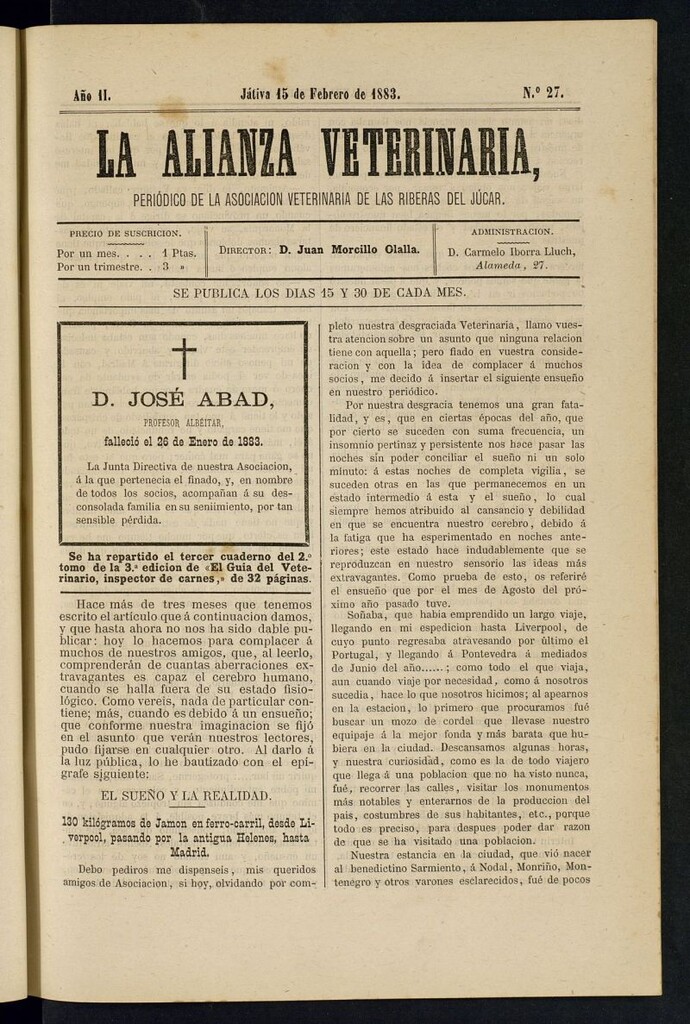 Año II.
Játiva 15 de Febrero de 1883.
N.º 27.
LA ALIANZA VETERINARIA,
PERIÓDICO DE LA ASOCIACION VETERINARIA DE LAS RIBERAS DEL JÚCAR.
PRECIO DE SUSCRICION.
Por un mes. . . . 1 Ptas.
Por un trimestre. . 3 »
DIRECTOR: D. Juan Morcillo Olalla.
ADMINISTRACION.
D. Carmelo Iborra Lluch,
Alameda, 27.
SE PUBLICA LOS DIAS 15 Y 30 DE CADA MES.
D. JOSÉ ABAD,
PROFESOR ALBÉITAR,
falleció el 26 de Enero de 1883.
La Junta Directiva de nuestra Asociacion,
á la que pertenecia el finado, y, en nombre
de todos los socios, acompañan á su des-
consolada familia en su seniimiento, por tan
sensible pérdida.
Se ha repartido el tercer cuaderno del 2.º
tomo de la 3.ª edicion de «El Guia del Vete-
rinario, inspector de carnes,» de 32 páginas.
Hace más de tres meses que tenemos
escrito el artículo que á continuacion damos,
y que hasta ahora no nos ha sido dable pu-
blicar: hoy lo hacemos para complacer á
muchos de nuestros amigos, que, al leerlo,
comprenderán de cuantas aberraciones ex-
travagantes es capaz el cerebro humano,
cuando se halla fuera de su estado fisio-
lógico. Como vereis, nada de particular con-
tiene; más, cuando es debido á un ensueño;
que conforme nuestra imaginacion se fijó
en el asunto que verán nuestros lectores,
pudo fijarse en cualquier otro. Al darlo á
la luz pública, lo he bautizado con el epí-
grafe siguiente:
EL SUEÑO Y LA REALIDAD.
130 kilógramos de Jamon en ferro-carril, desde Li-
verpool, pasando por la antigua Helenes, hasta
Madrid.
Debo pediros me dispenseis, mis queridos
amigos de Asociacion, si hoy, olvidando por com-
pleto nuestra desgraciada Veterinaria, llamo vues-
tra atencion sobre un asunto que ninguna relacion
tiene con aquella; pero fiado en vuestra conside-
racion y con la idea de complacer á muchos
socios, me decido á insertar el siguiente ensueño
en nuestro periódico.
Por nuestra desgracia tenemos una gran fata-
lidad, y es, que en ciertas épocas del año, que
por cierto se suceden con suma frecuencia, un
insomnio pertinaz y persistente nos hace pasar las
noches sin poder conciliar el sueño ni un solo
minuto: á estas noches de completa vigilia, se
suceden otras en las que permanecemos en un
estado intermedio á esta y el sueño, lo cual
siempre hemos atribuido al cansancio y debilidad
en que se encuentra nuestro cerebro, debido á
la fatiga que ha esperimentado en noches ante-
riores; este estado hace indudablemente que se
reproduzcan en nuestro sensorio las ideas más
extravagantes. Como prueba de esto, os referiré
el ensueño que por el mes de Agosto del pró-
ximo año pasado tuve.
Soñaba, que habia emprendido un largo viaje,
llegando en mi espedicion hasta Liverpool, de
cuyo punto regresaba atravesando por último el
Portugal, y llegando á Pontevedra á mediados
de Junio del año......; como todo el que viaja,
aun cuando viaje por necesidad, como á nosotros
sucedia, hace lo que nosotros hicimos; al apearnos
en la estacion, lo primero que procuramos fué
buscar un mozo de cordel que llevase nuestro
equipaje á la mejor fonda y más barata que hu-
biera en la ciudad. Descansamos algunas horas,
y nuestra curiosidad, como es la de todo viajero
que llega á una poblacion que no ha visto nunca,
fué, recorrer las calles, visitar los monumentos
más notables y enterarnos de la produccion del
pais, costumbres de sus habitantes, etc., porque
todo es preciso, para despues poder dar razon
de que se ha visitado una poblacion.
Nuestra estancia en la ciudad, que vió nacer
al benedictino Sarmiento, á Nodal, Monriño, Mon-
tenegro y otros varones esclarecidos, fué de pocos